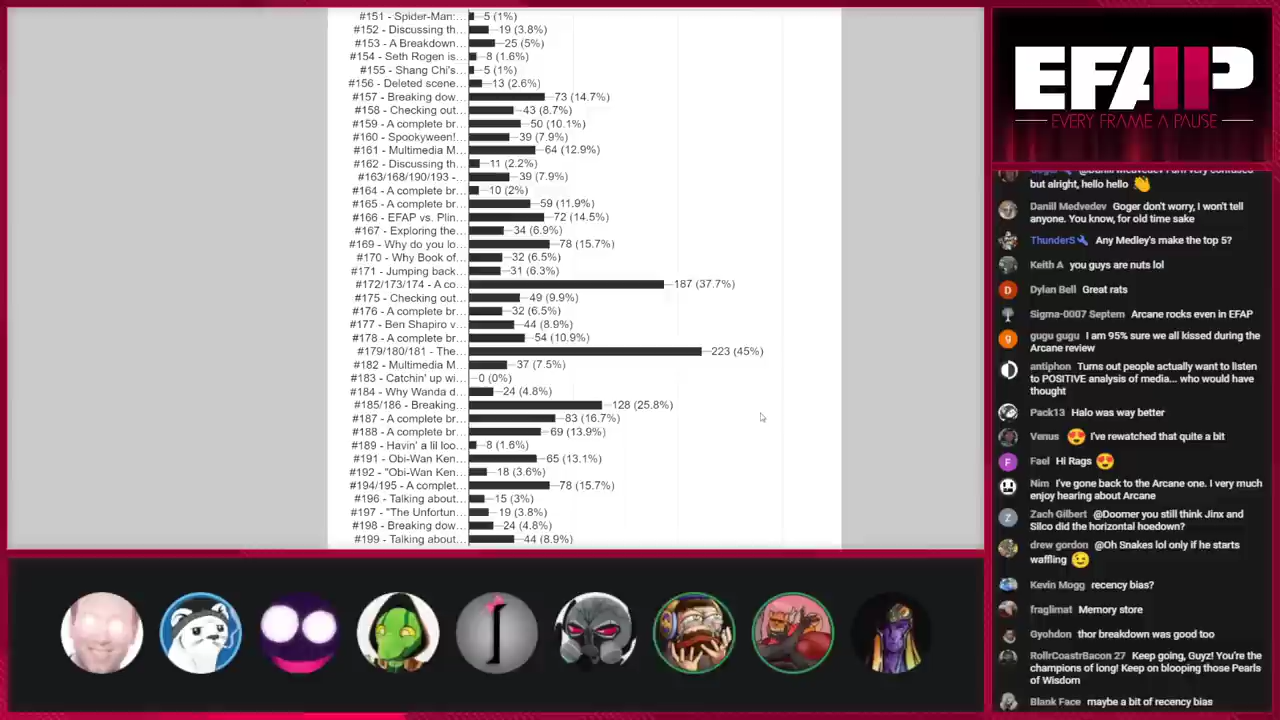 #151 - Spider-Man:... 5 (1%)
#152 - Discussing th... 19 (3.8%)
#153 - A Breakdown... 25 (5%)
#154 - Seth Rogen is... 8 (1.6%)
#155 - Shang Chi's... 5 (1%)
#156 - Deleted scene... 13 (2.6%)
#157 - Breaking dow... 73 (14.7%)
#158 - Checking out... 43 (8.7%)
#159 - A complete br... 50 (10.1%)
#160 - Spookyween!... 39 (7.9%)
#161 - Multimedia M... 64 (12.9%)
#162 - Discussing th... 11 (2.2%)
#163/168/190/193 -... 39 (7.9%)
#164 - A complete br... 10 (2%)
#165 - A complete br... 59 (11.9%)
#166 - EFAP vs. Plin... 72 (14.5%)
#167 - Exploring the... 34 (6.9%)
#169 - Why do you lo... 78 (15.7%)
#170 - Why Book of... 32 (6.5%)
#171 - Jumping back... 31 (6.3%)
#172/173/174 - A co... 187 (37.7%)
#175 - Checking out... 49 (9.9%)
#176 - A complete br... 32 (6.5%)
#177 - Ben Shapiro v... 44 (8.9%)
#178 - A complete br... 54 (10.9%)
#179/180/181 - The... 223 (45%)
#182 - Multimedia M... 37 (7.5%)
#183 - Catchin' up wi... 0 (0%)
#184 - Why Wanda d... 24 (4.8%)
#185/186 - Breaking... 128 (25.8%)
#187 - A complete br... 83 (16.7%)
#188 - A complete br... 69 (13.9%)
#189 - Havin' a lil loo... 8 (1.6%)
#191 - Obi-Wan Ken... 65 (13.1%)
#192 - "Obi-Wan Ken... 18 (3.6%)
#194/195 - A complet... 78 (15.7%)
#196 - Talking about... 15 (3%)
#197 - "The Unfortun... 19 (3.8%)
#198 - Breaking dow... 24 (4.8%)
#199 - Talking about... 44 (8.9%)
EFAP
EVERY FRAME A PAUSE
but alright, hello hello 👋
Daniil Medvedev Goger don't worry, I won't tell
anyone. You know, for old time sake
ThunderS Any Medley's make the top 5?
Keith A you guys are nuts lol
D Dylan Bell Great rats
Sigma-0007 Septem Arcane rocks even in EFAP
g gugu gugu I am 95% sure we all kissed during the
Arcane review
antiphon Turns out people actually want to listen
to POSITIVE analysis of media... who would have
thought
Pack13 Halo was way better
Venus 😍 I've rewatched that quite a bit
F Fael Hi Rags 😍
Nim I've gone back to the Arcane one. I very much
enjoy hearing about Arcane
Z Zach Gilbert @Doomer you still think Jinx and
Silco did the horizontal hoedown?
drew gordon @Oh Snakes lol only if he starts
waffling 😉
Kevin Mogg recency bias?
fraglimat Memory store
Gyohdon thor breakdown was good too
RollrCoastrBacon 27 Keep going, Guyz! You're the
champions of long! Keep on blooping those Pearls
of Wisdom
Blank Face maybe a bit of recency bias